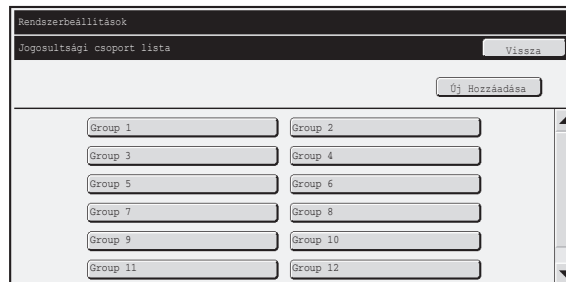 Rendszerbeállítások
Jogosultsági csoport lista
Vissza
Új Hozzáadása
Group 1
Group 2
Group 3
Group 4
Group 5
Group 6
Group 7
Group 8
Group 9
Group 10
Group 11
Group 12